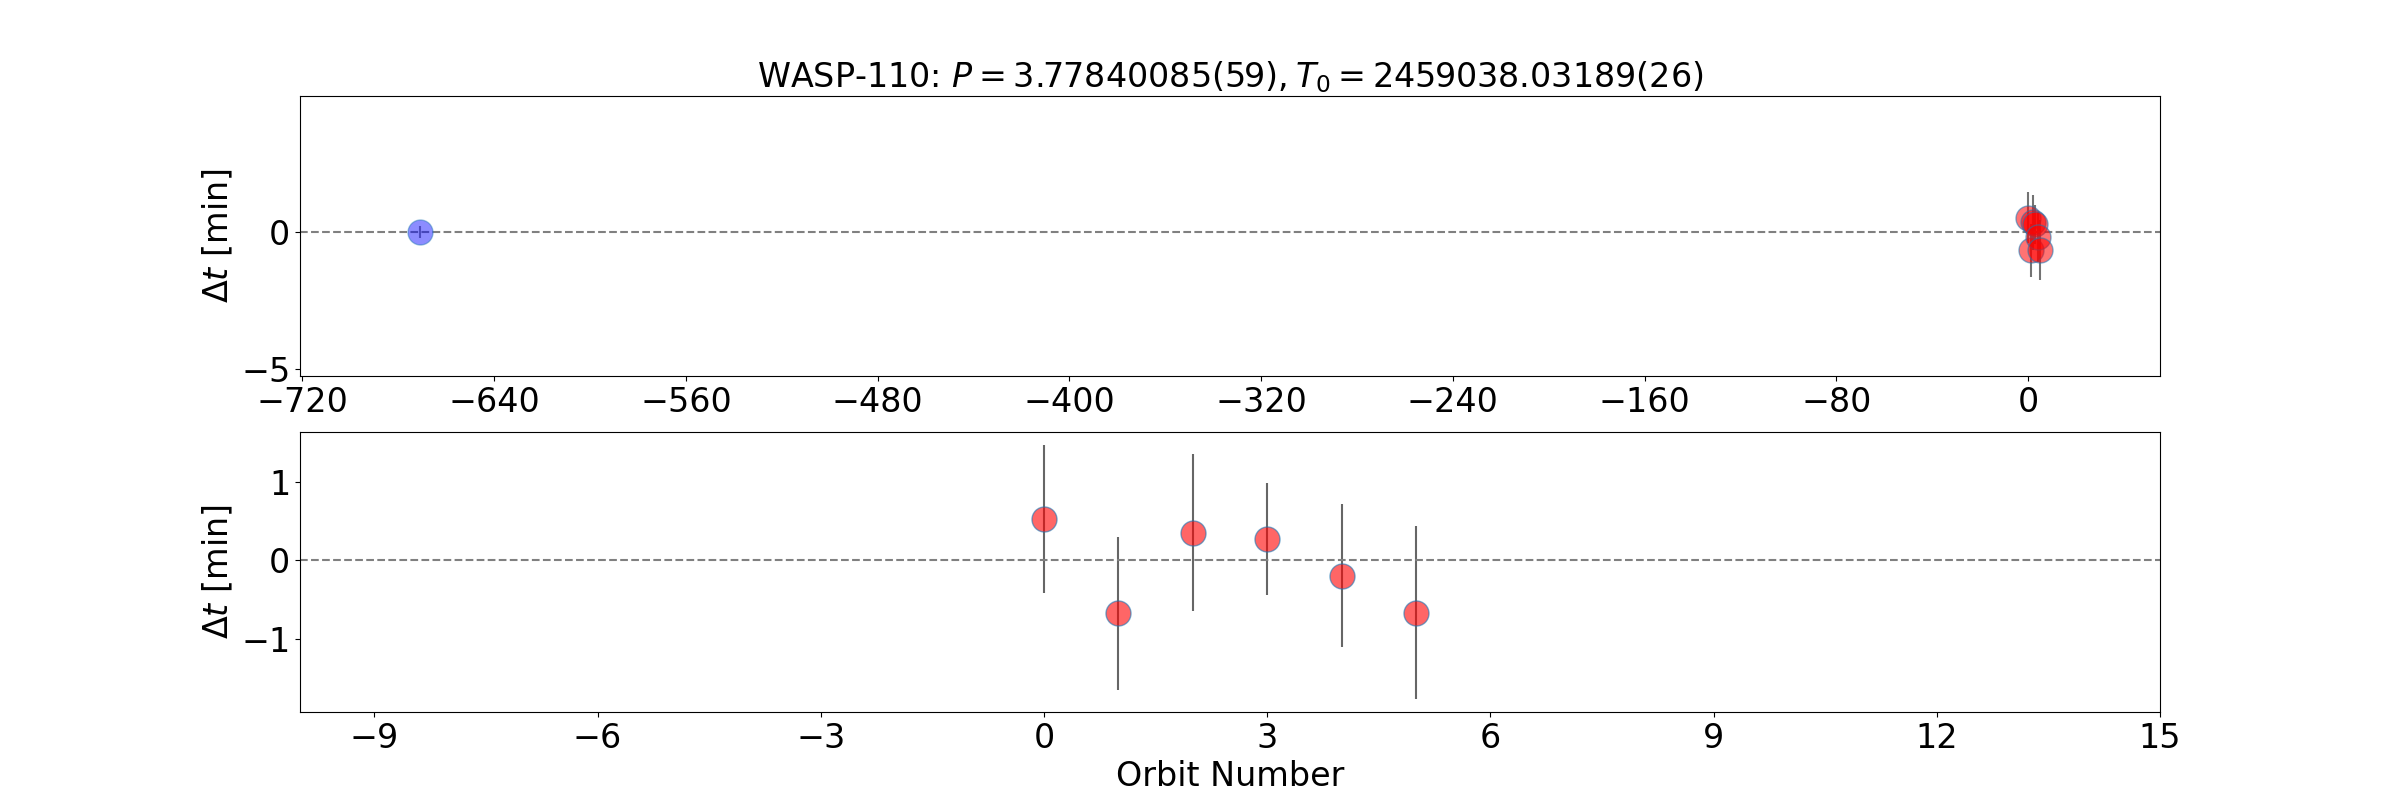 WASP-110: P = 3.77840085(59), T₀ = 2459038.03189(26)
Δt [min]
0
−5
−720 −640 −560 −480 −400 −320 −240 −160 −80 0
Δt [min]
1
0
−1
−9 −6 −3 0 3 6 9 12 15
Orbit Number